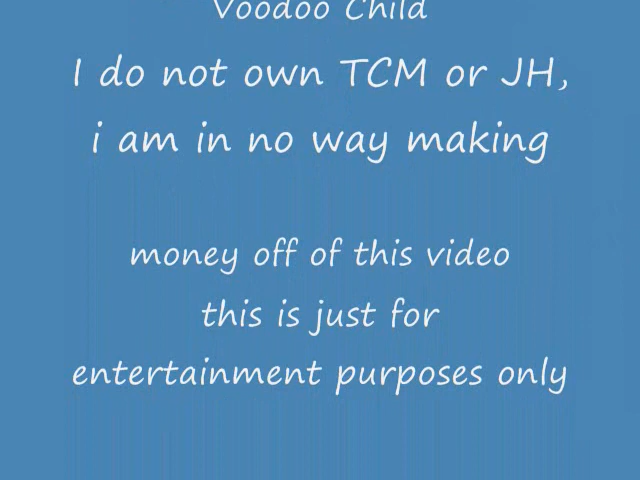 Voodoo Child
I do not own TCM or JH,
i am in no way making
money off of this video
this is just for
entertainment purposes only